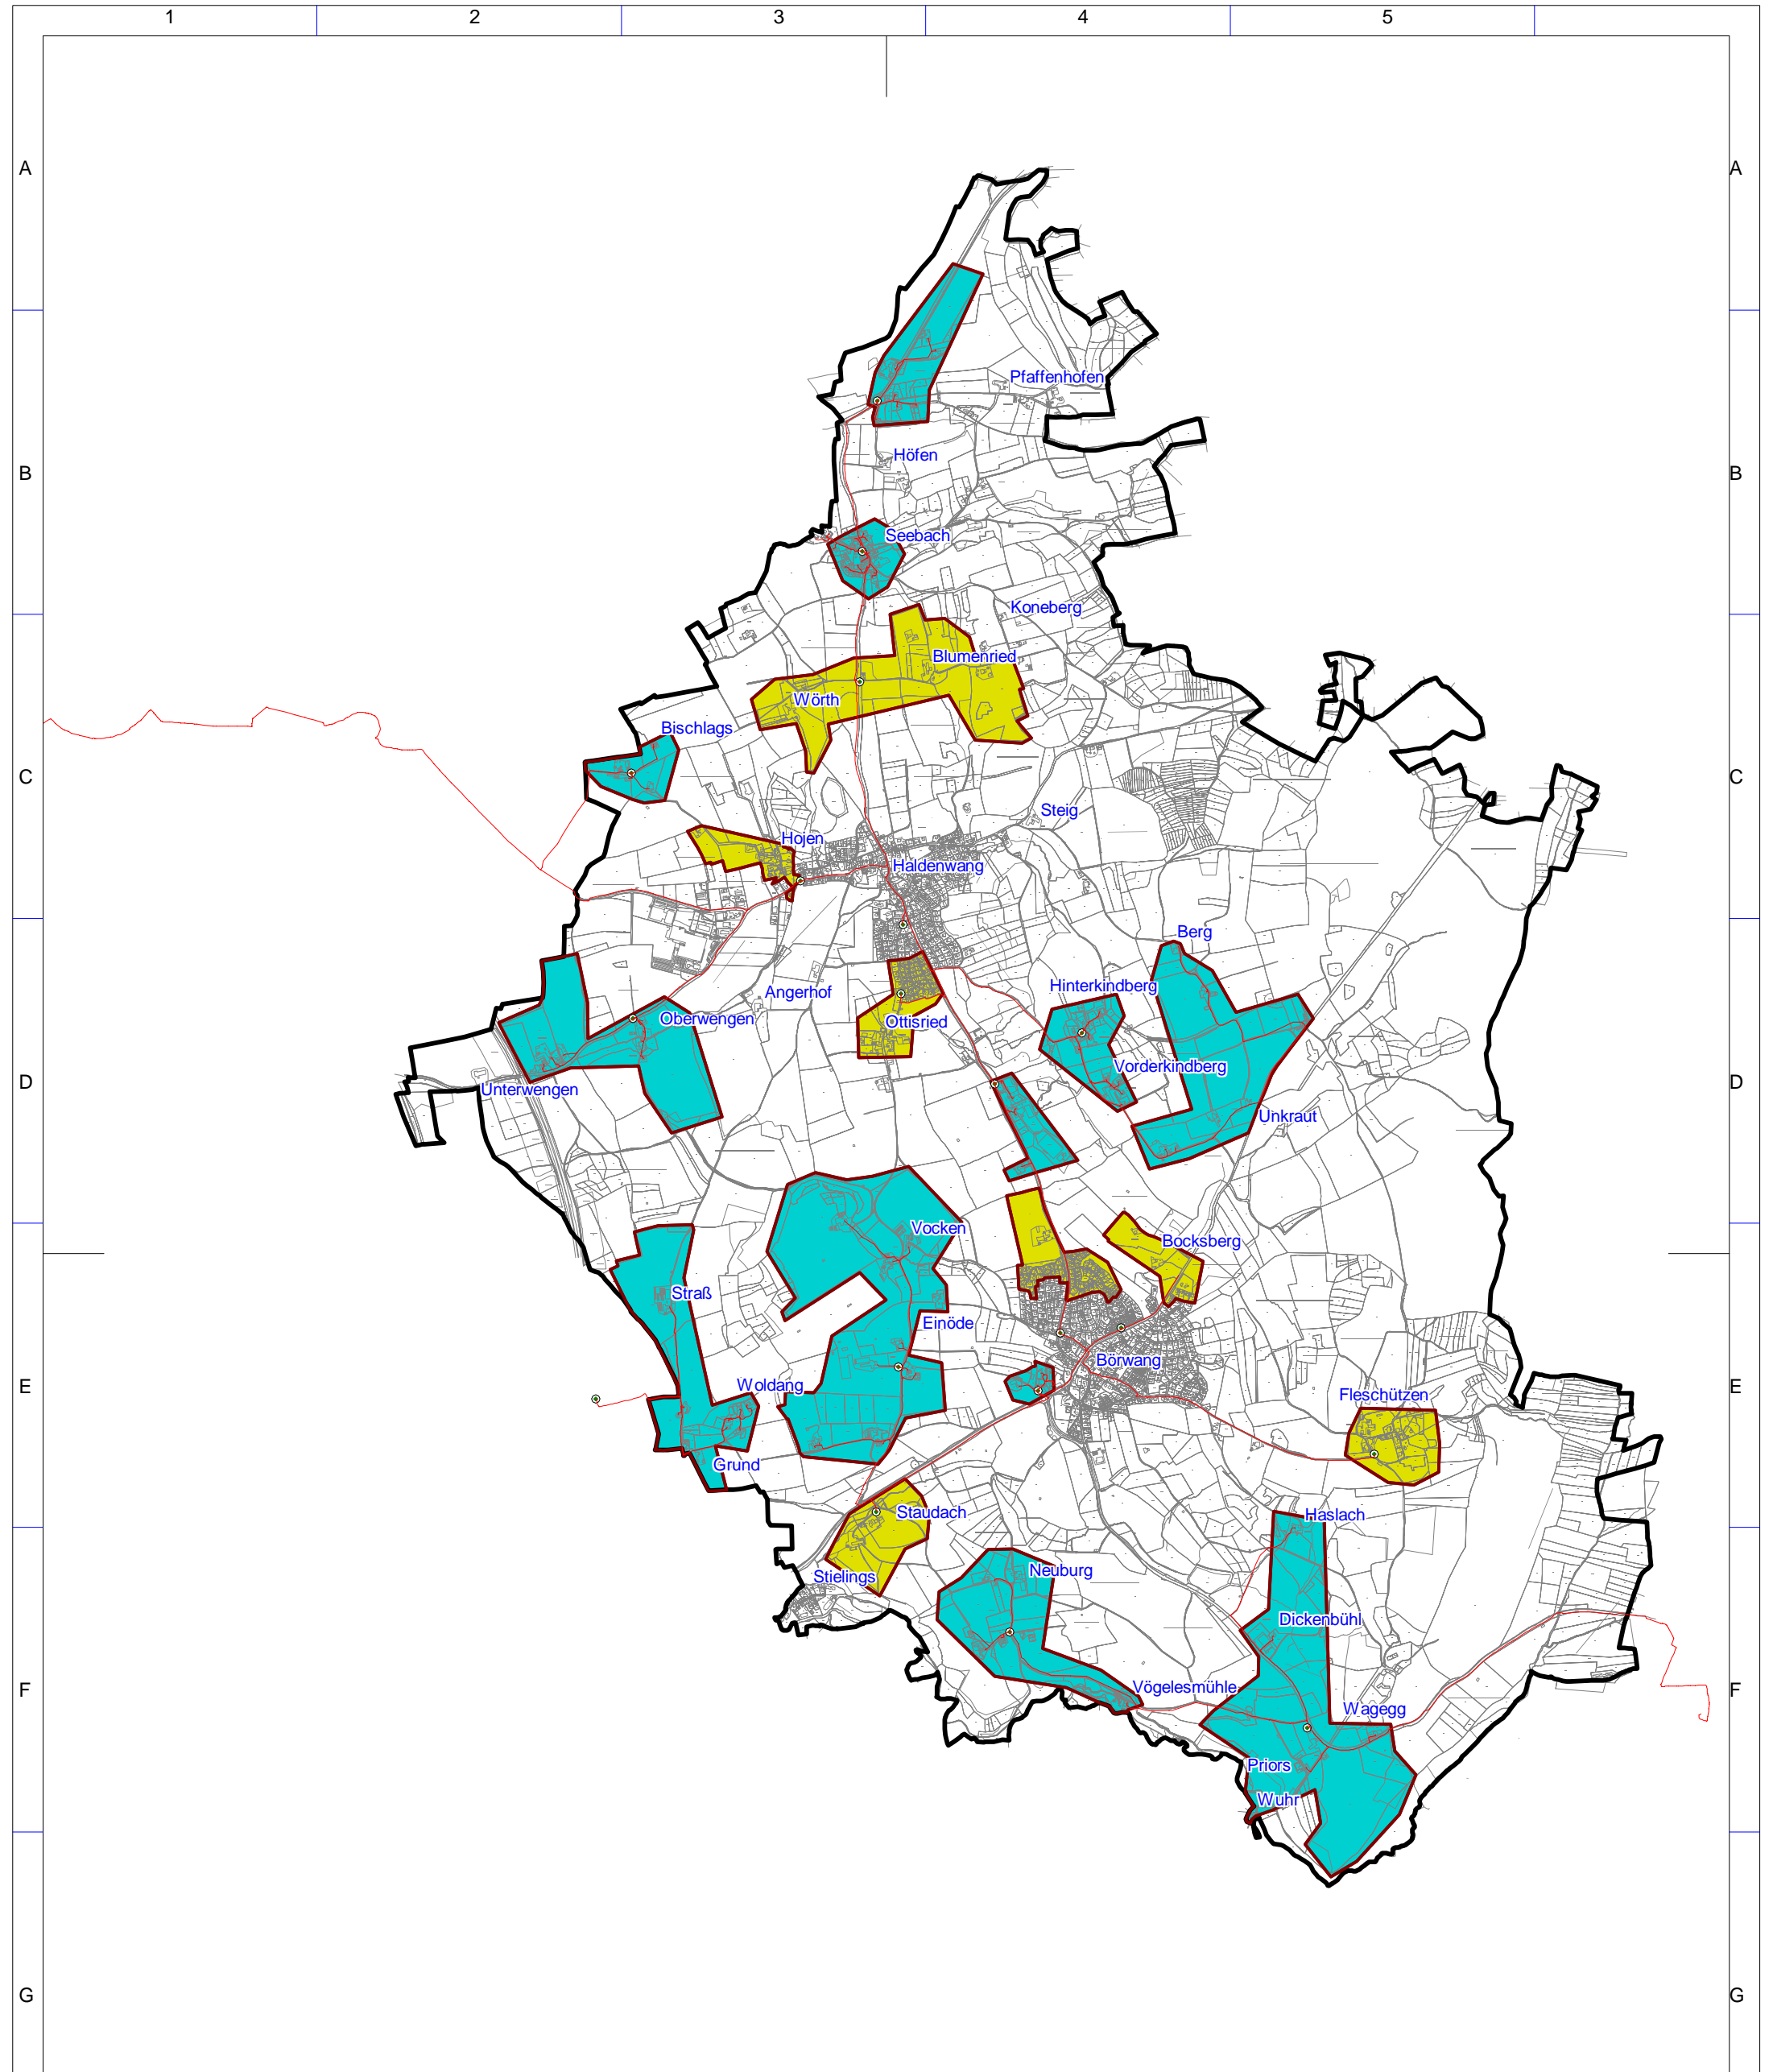 1 2 3 4 5
A A
Pfaffenhofen
Höfen
B B
Seebach
Koneberg
Blumenried
Wörth
Bischlags
C C
Steig
Hojen
Haldenwang
Berg
Hinterkindberg
Angerhof
Oberwengen
Ottisried
Vorderkindberg
D D
Unterwengen
Unkraut
Vocken
Bocksberg
Straß
Einöde
Börwang
Woldang
E E
Fleschützen
Grund
Staudach
Haslach
Neuburg
Stielings
Dickenbühl
Vögelesmühle
F F
Wagegg
Priors
Wuhr
G G